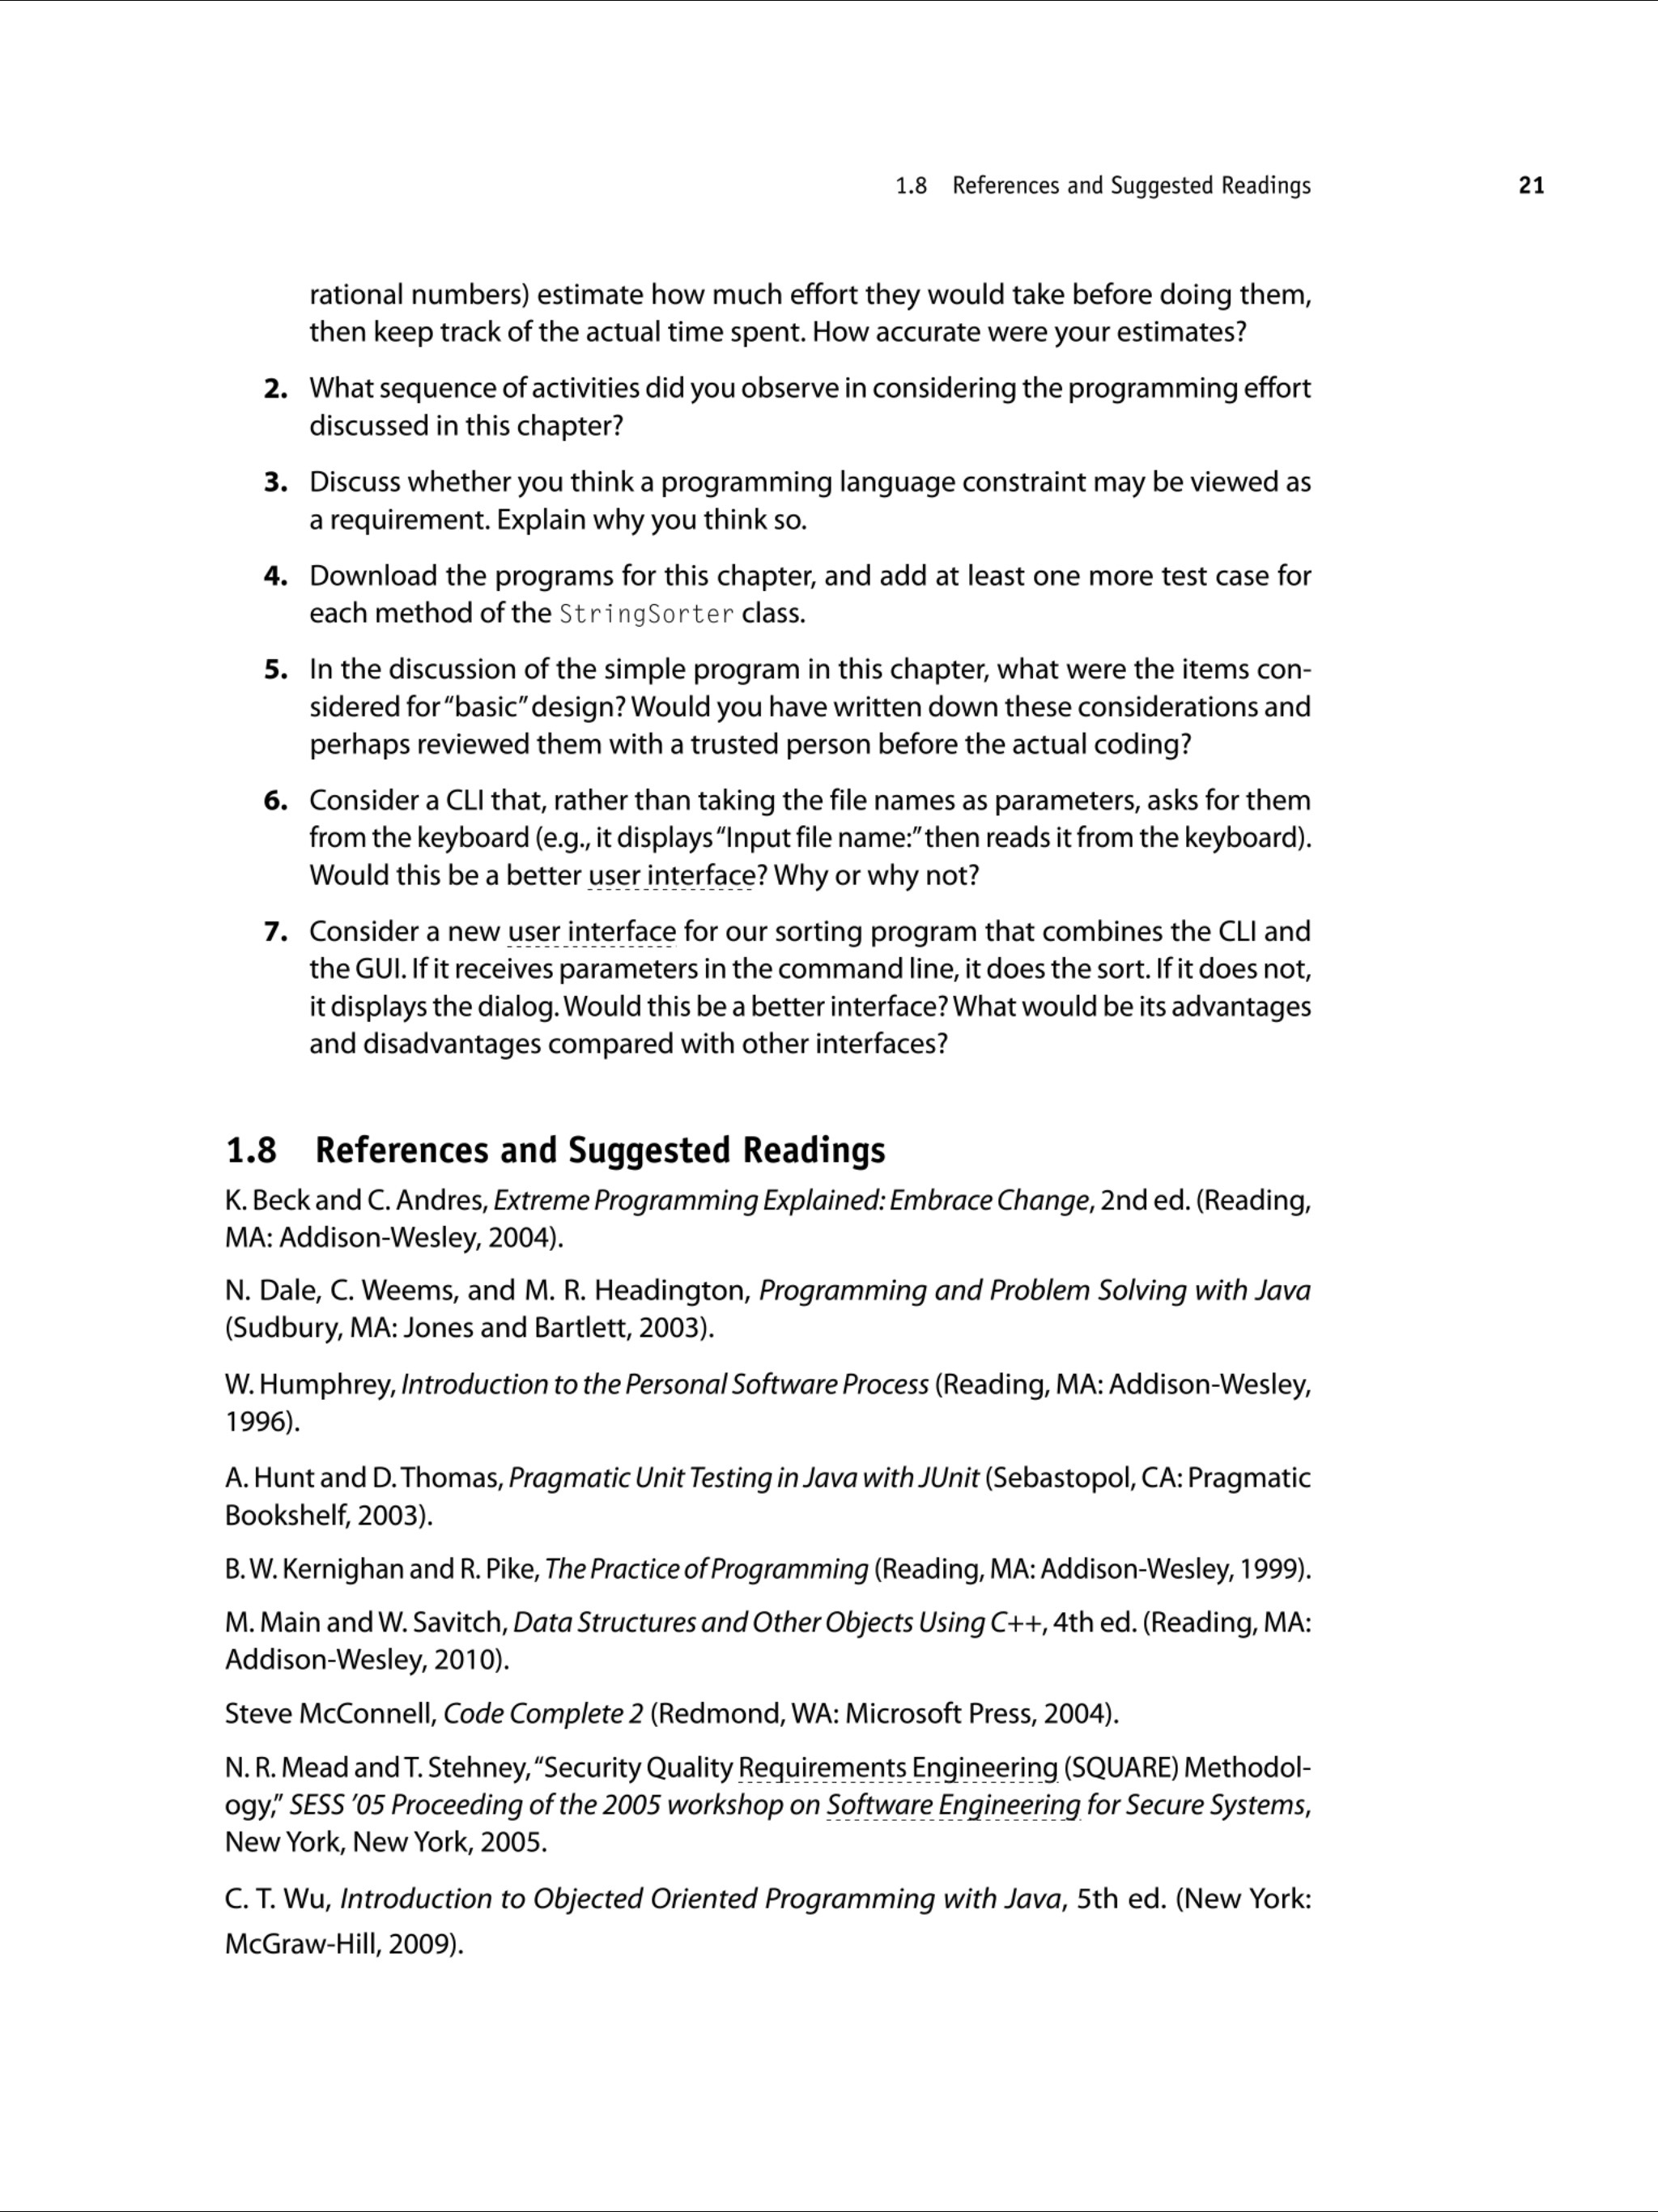 1.8 References and Suggested Readings 21
rational numbers) estimate how much effort they would take before doing them,
then keep track of the actual time spent. How accurate were your estimates?
2. What sequence of activities did you observe in considering the programming effort
discussed in this chapter?
3. Discuss whether you think a programming language constraint may be viewed as
a requirement. Explain why you think so.
4. Download the programs for this chapter, and add at least one more test case for
each method of the StringSorter class.
5. In the discussion of the simple program in this chapter, what were the items con-
sidered for “basic” design? Would you have written down these considerations and
perhaps reviewed them with a trusted person before the actual coding?
6. Consider a CLI that, rather than taking the file names as parameters, asks for them
from the keyboard (e.g., it displays “Input file name:” then reads it from the keyboard).
Would this be a better user interface? Why or why not?
7. Consider a new user interface for our sorting program that combines the CLI and
the GUI. If it receives parameters in the command line, it does the sort. If it does not,
it displays the dialog. Would this be a better interface? What would be its advantages
and disadvantages compared with other interfaces?
1.8 References and Suggested Readings
K. Beck and C. Andres, Extreme Programming Explained: Embrace Change, 2nd ed. (Reading,
MA: Addison-Wesley, 2004).
N. Dale, C. Weems, and M. R. Headington, Programming and Problem Solving with Java
(Sudbury, MA: Jones and Bartlett, 2003).
W. Humphrey, Introduction to the Personal Software Process (Reading, MA: Addison-Wesley,
1996).
A. Hunt and D. Thomas, Pragmatic Unit Testing in Java with JUnit (Sebastopol, CA: Pragmatic
Bookshelf, 2003).
B. W. Kernighan and R. Pike, The Practice of Programming (Reading, MA: Addison-Wesley, 1999).
M. Main and W. Savitch, Data Structures and Other Objects Using C++, 4th ed. (Reading, MA:
Addison-Wesley, 2010).
Steve McConnell, Code Complete 2 (Redmond, WA: Microsoft Press, 2004).
N. R. Mead and T. Stehney, “Security Quality Requirements Engineering (SQUARE) Methodol-
ogy,” SESS ’05 Proceeding of the 2005 workshop on Software Engineering for Secure Systems,
New York, New York, 2005.
C. T. Wu, Introduction to Objected Oriented Programming with Java, 5th ed. (New York:
McGraw-Hill, 2009).